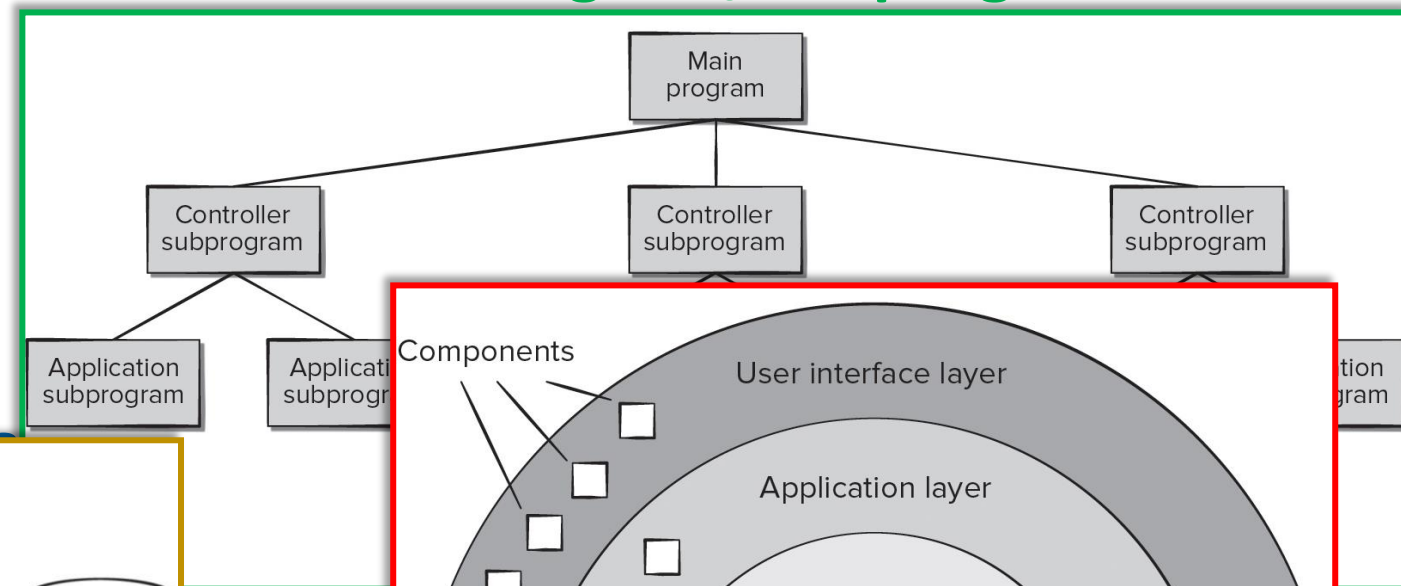 Main
program
Controller
subprogram
Controller
subprogram
Controller
subprogram
Application
subprogram
Components
User interface layer
Application layer